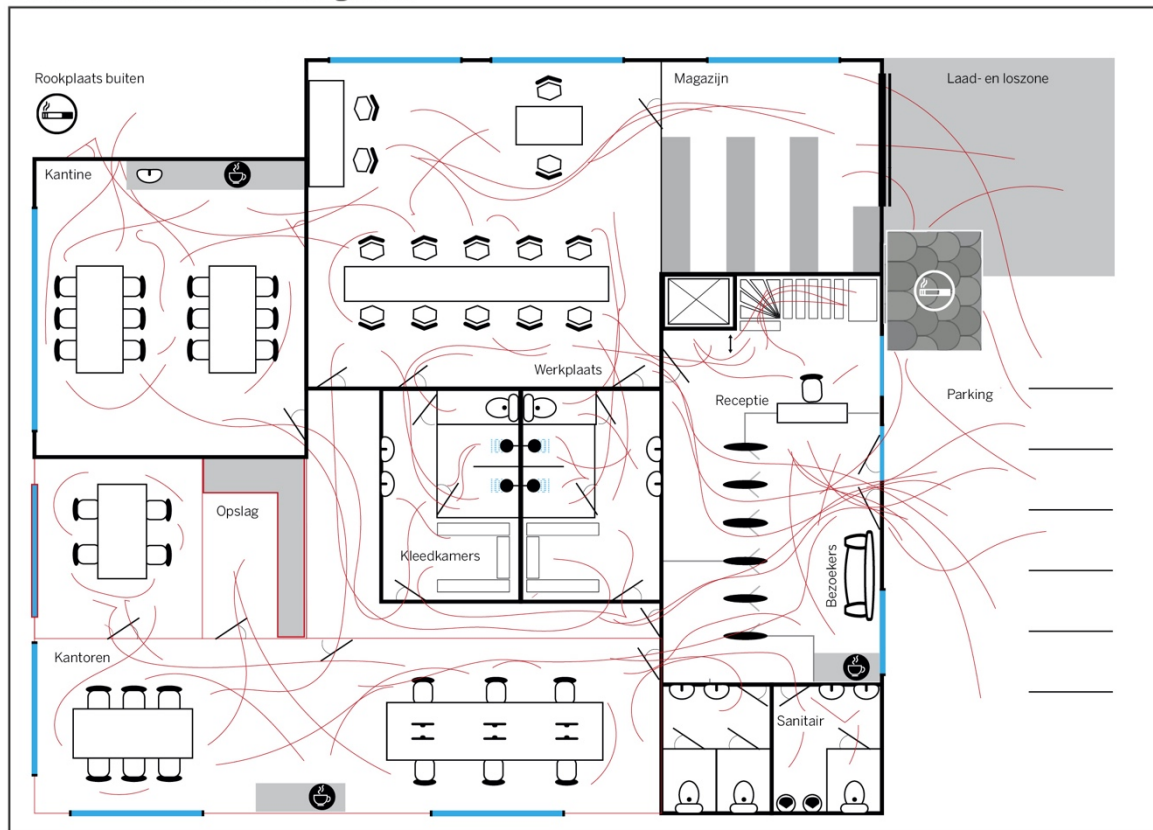 Rookplaats buiten
Magazijn
Laad- en loszone
Kantine
Werkplaats
Receptie
Parking
Opslag
Kleedkamers
Bezoekers
Kantoren
Sanitair